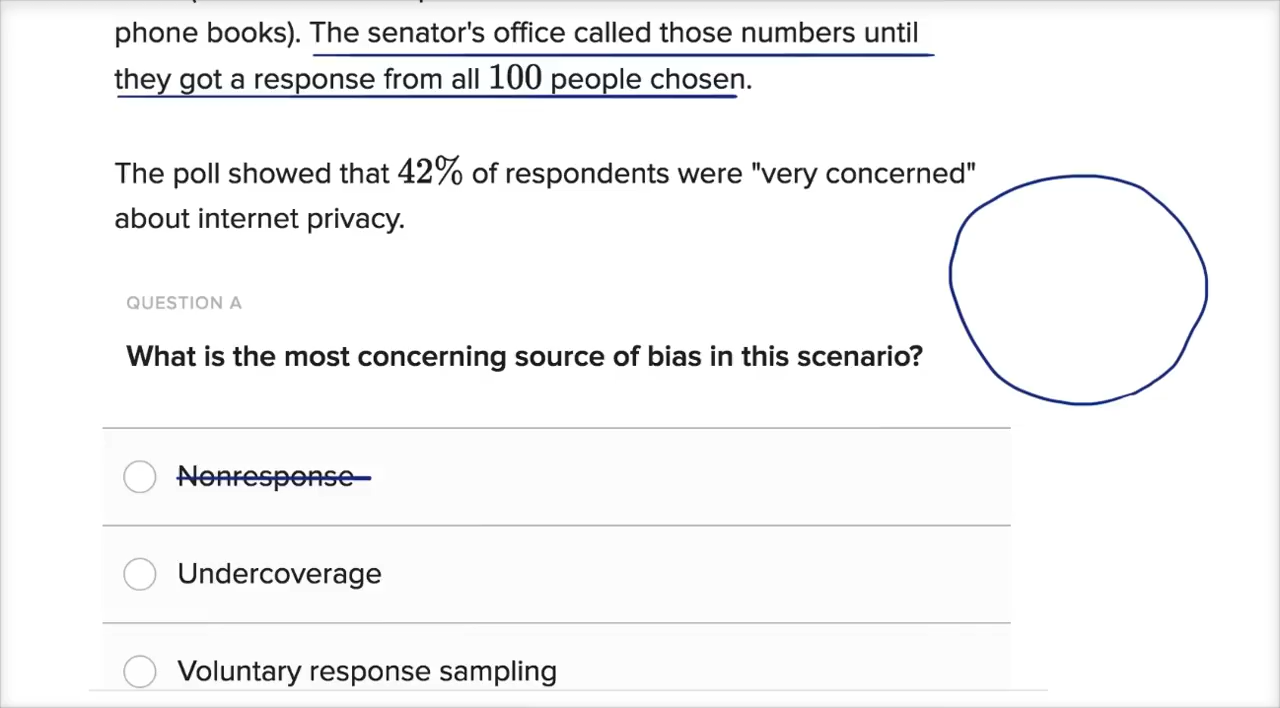 phone books). The senator's office called those numbers until
they got a response from all 100 people chosen.
The poll showed that 42% of respondents were "very concerned"
about internet privacy.
QUESTION A
What is the most concerning source of bias in this scenario?
Nonresponse
Undercoverage
Voluntary response sampling